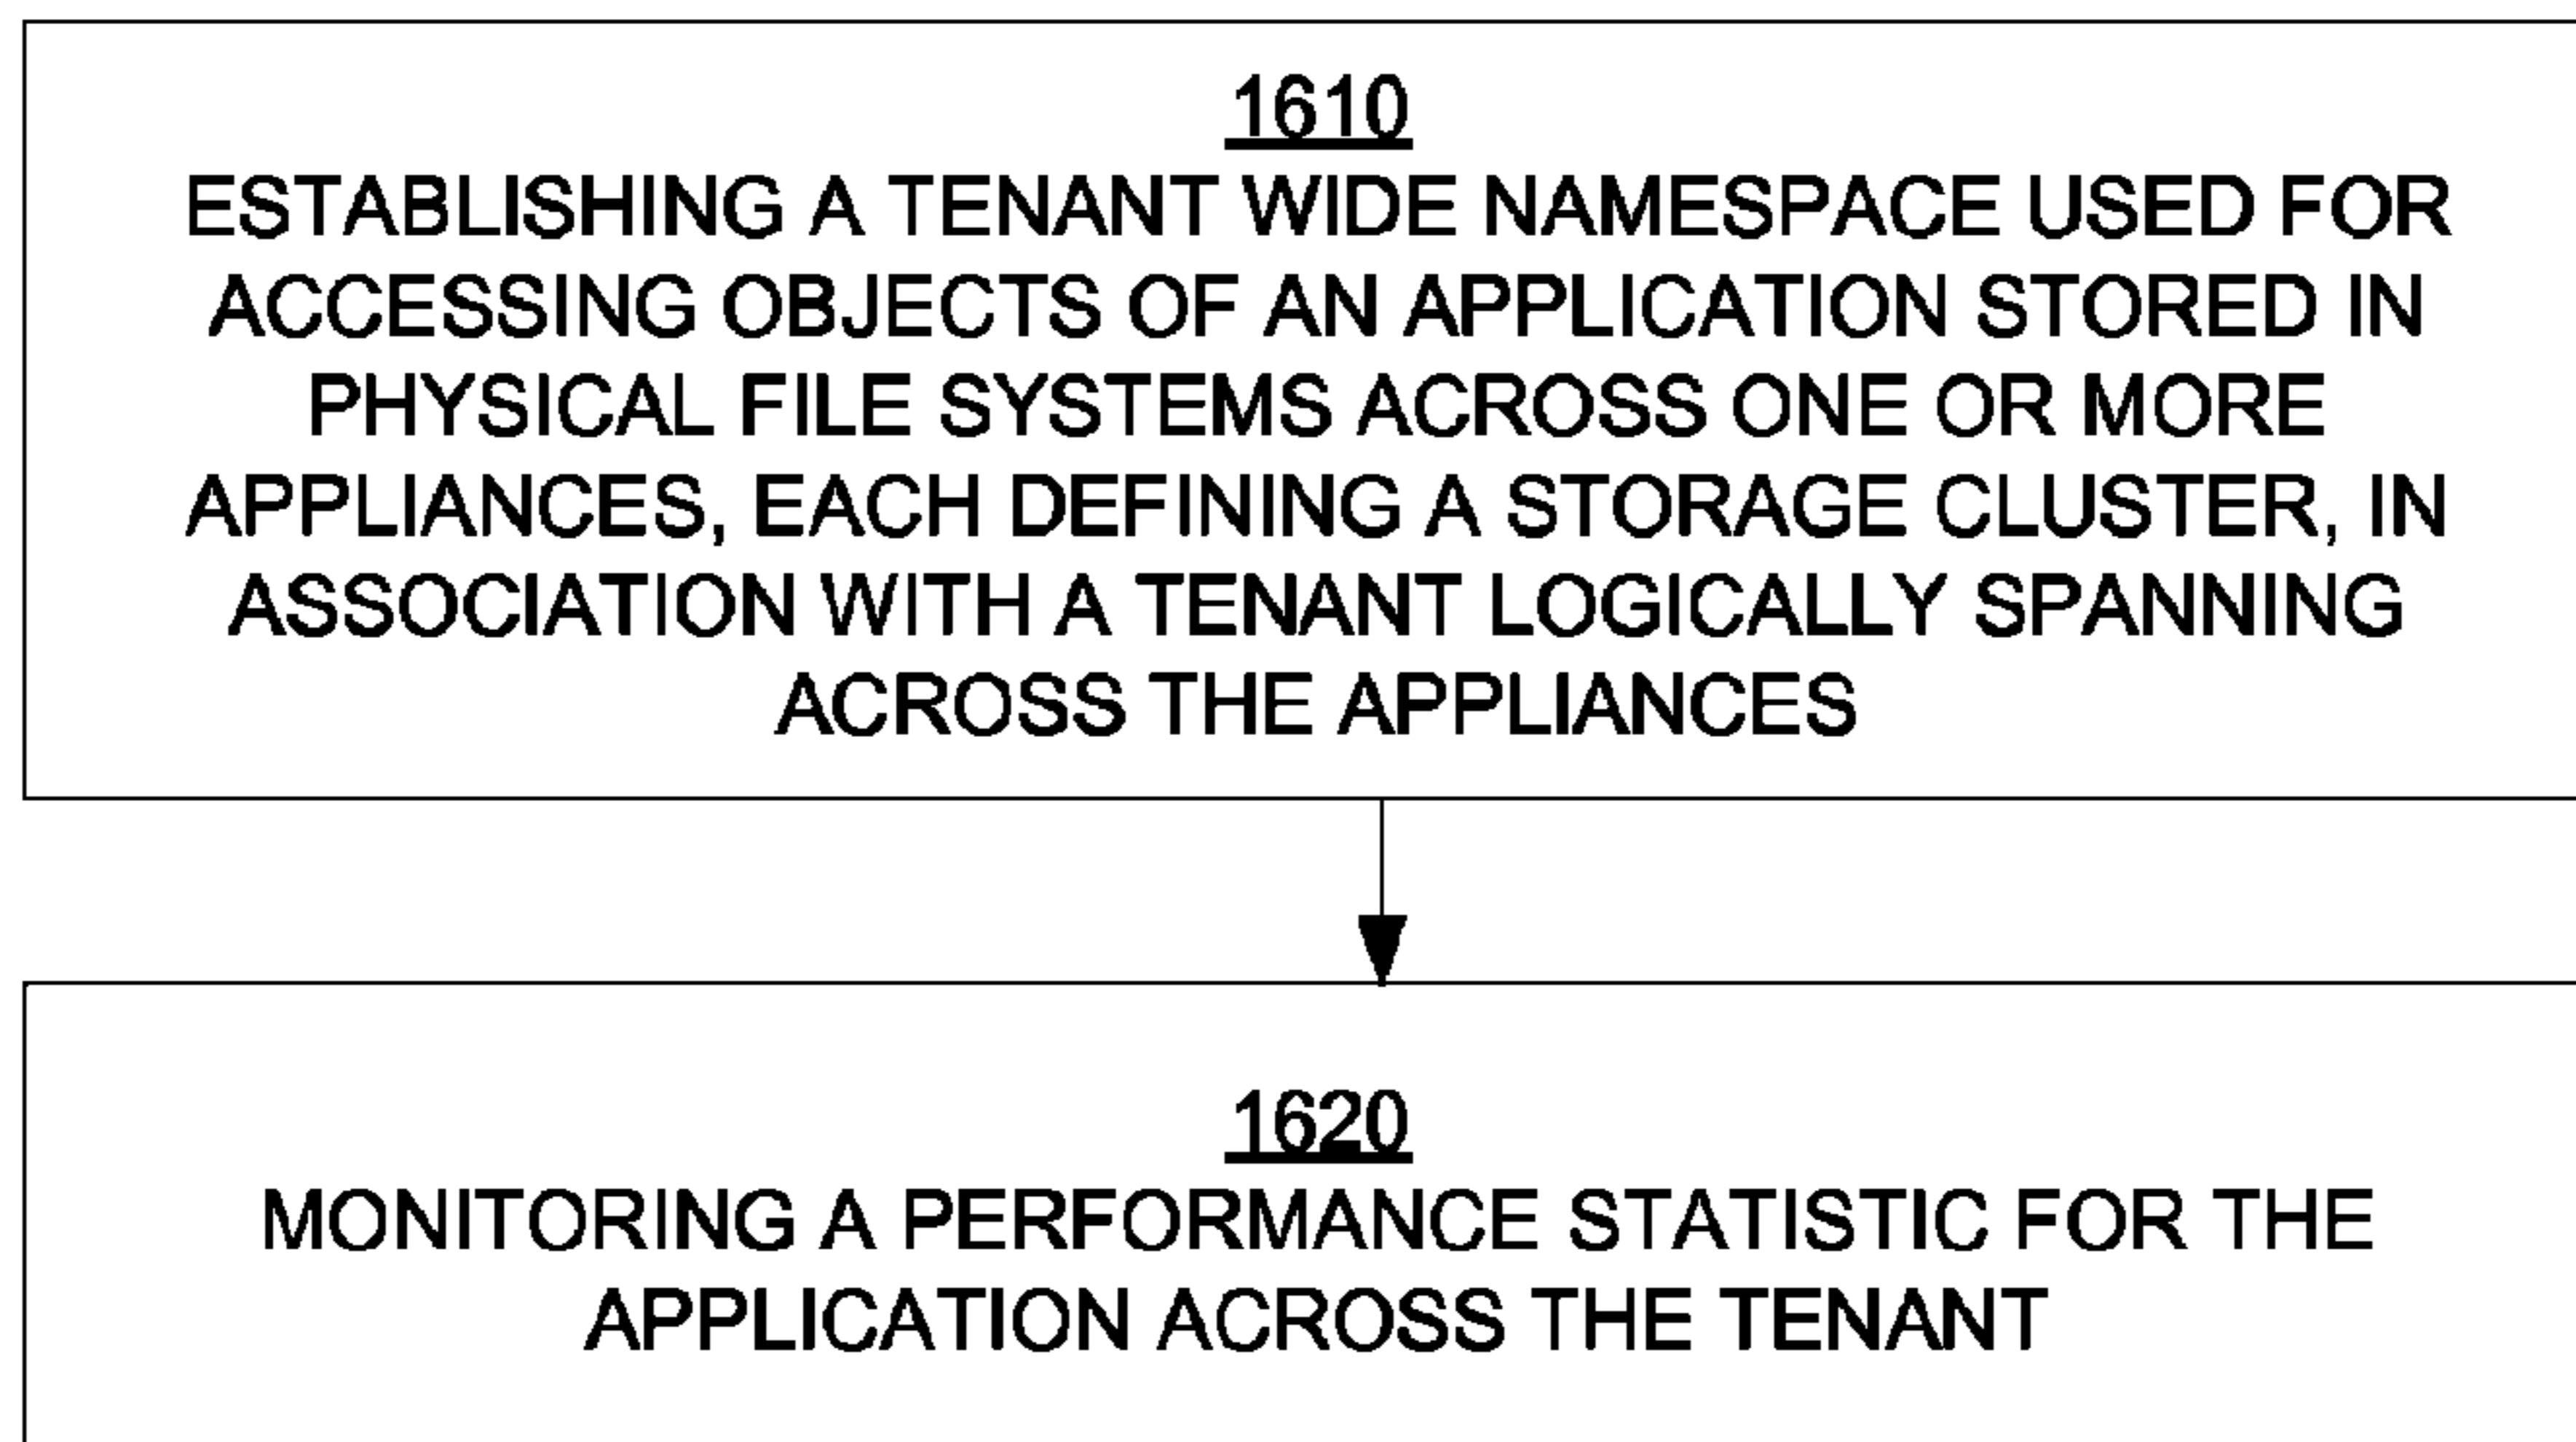 1610
ESTABLISHING A TENANT WIDE NAMESPACE USED FOR
ACCESSING OBJECTS OF AN APPLICATION STORED IN
PHYSICAL FILE SYSTEMS ACROSS ONE OR MORE
APPLIANCES, EACH DEFINING A STORAGE CLUSTER, IN
ASSOCIATION WITH A TENANT LOGICALLY SPANNING
ACROSS THE APPLIANCES
1620
MONITORING A PERFORMANCE STATISTIC FOR THE
APPLICATION ACROSS THE TENANT